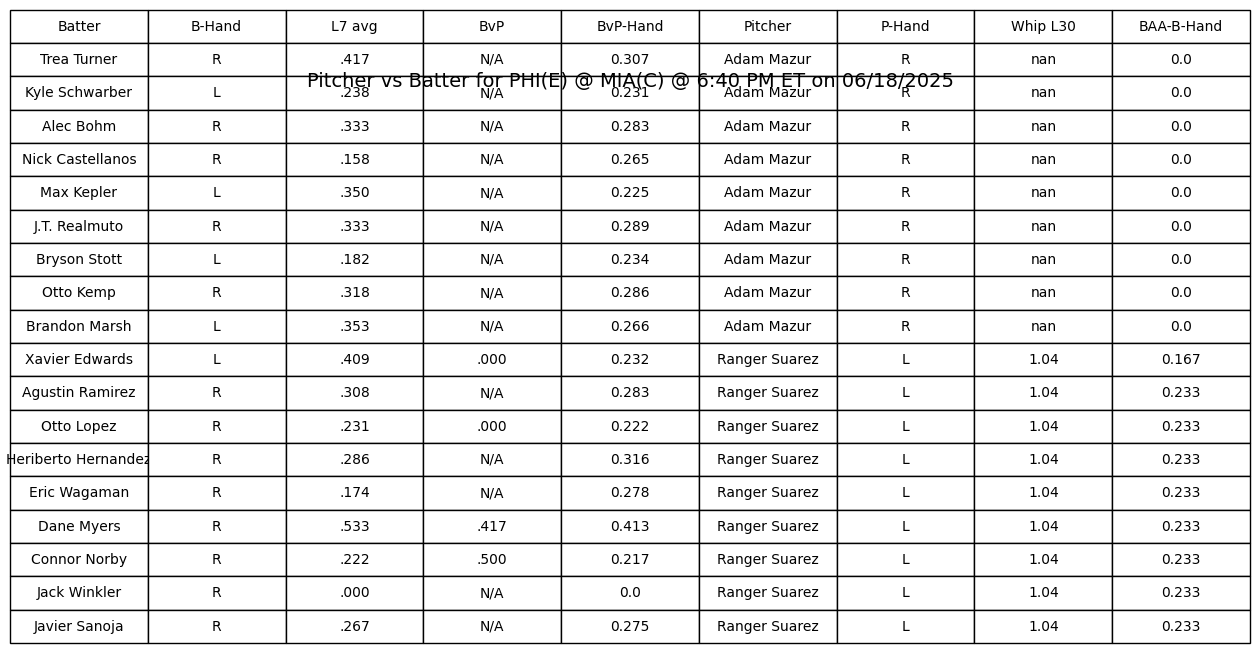 Batter B-Hand L7 avg BvP BvP-Hand Pitcher P-Hand Whip L30 BAA-B-Hand
Trea Turner R .417 N/A 0.307 Adam Mazur R nan 0.0
Pitcher vs Batter for PHI(E) @ MIA(C) @ 6:40 PM ET on 06/18/2025
Kyle Schwarber L .238 N/A 0.231 Adam Mazur R nan 0.0
Alec Bohm R .333 N/A 0.283 Adam Mazur R nan 0.0
Nick Castellanos R .158 N/A 0.265 Adam Mazur R nan 0.0
Max Kepler L .350 N/A 0.225 Adam Mazur R nan 0.0
J.T. Realmuto R .333 N/A 0.289 Adam Mazur R nan 0.0
Bryson Stott L .182 N/A 0.234 Adam Mazur R nan 0.0
Otto Kemp R .318 N/A 0.286 Adam Mazur R nan 0.0
Brandon Marsh L .353 N/A 0.266 Adam Mazur R nan 0.0
Xavier Edwards L .409 .000 0.232 Ranger Suarez L 1.04 0.167
Agustin Ramirez R .308 N/A 0.283 Ranger Suarez L 1.04 0.233
Otto Lopez R .231 .000 0.222 Ranger Suarez L 1.04 0.233
Heriberto Hernandez R .286 N/A 0.316 Ranger Suarez L 1.04 0.233
Eric Wagaman R .174 N/A 0.278 Ranger Suarez L 1.04 0.233
Dane Myers R .533 .417 0.413 Ranger Suarez L 1.04 0.233
Connor Norby R .222 .500 0.217 Ranger Suarez L 1.04 0.233
Jack Winkler R .000 N/A 0.0 Ranger Suarez L 1.04 0.233
Javier Sanoja R .267 N/A 0.275 Ranger Suarez L 1.04 0.233